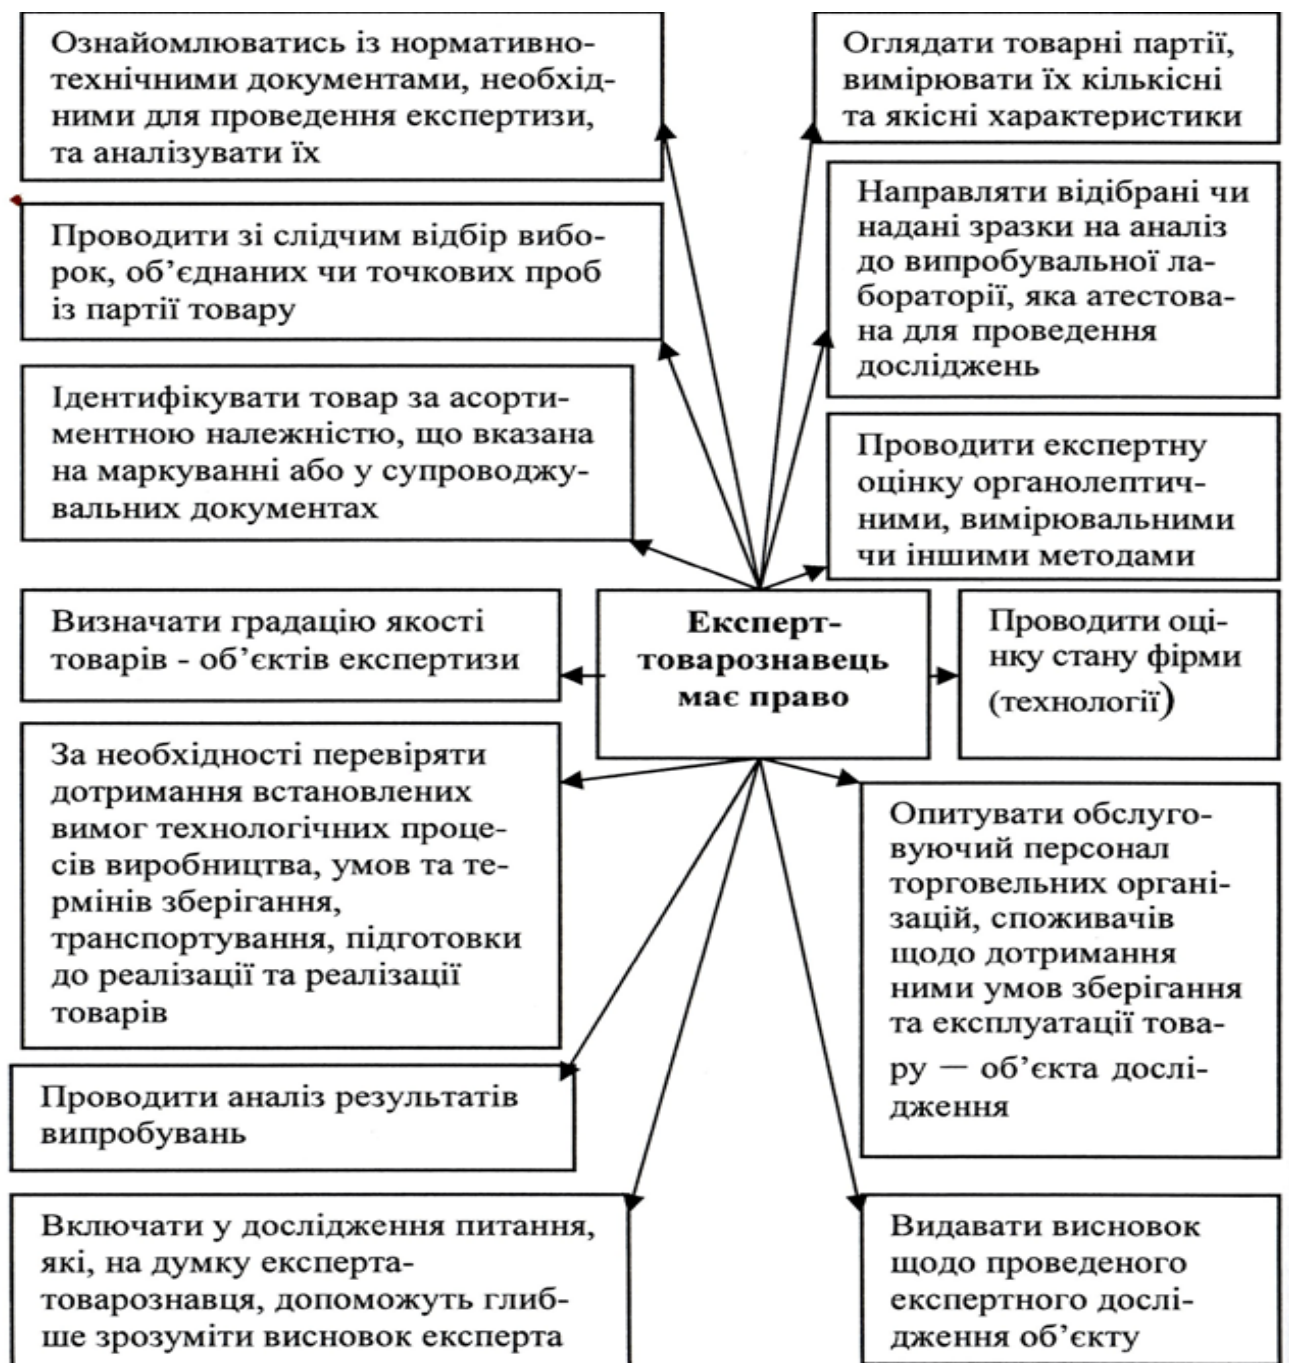 Ознайомлюватись із нормативно-
технічними документами, необхід-
ними для проведення експертизи,
та аналізувати їх
Оглядати товарні партії,
вимірювати їх кількісні
та якісні характеристики
Проводити зі слідчим відбір вибо-
рок, об’єднаних чи точкових проб
із партії товару
Направляти відібрані чи
надані зразки на аналіз
до випробувальної ла-
бораторії, яка атестова-
на для проведення
досліджень
Ідентифікувати товар за асорти-
ментною належністю, що вказана
на маркуванні або у супроводжу-
вальних документах
Проводити експертну
оцінку органолептич-
ними, вимірювальними
чи іншими методами
Визначати градацію якості
товарів - об’єктів експертизи
Експерт-
товарознавець
має право
Проводити оці-
нку стану фірми
(технології)
За необхідності перевіряти
дотримання встановлених
вимог технологічних проце-
сів виробництва, умов та те-
рмінів зберігання,
транспортування, підготовки
до реалізації та реалізації
товарів
Опитувати обслуго-
вуючий персонал
торговельних органі-
зацій, споживачів
щодо дотримання
ними умов зберігання
та експлуатації това-
ру — об’єкта дослі-
дження
Проводити аналіз результатів
випробувань
Включати у дослідження питання,
які, на думку експерта-
товарознавця, допоможуть глиб-
ше зрозуміти висновок експерта
Видавати висновок
щодо проведеного
експертного дослі-
дження об’єкту